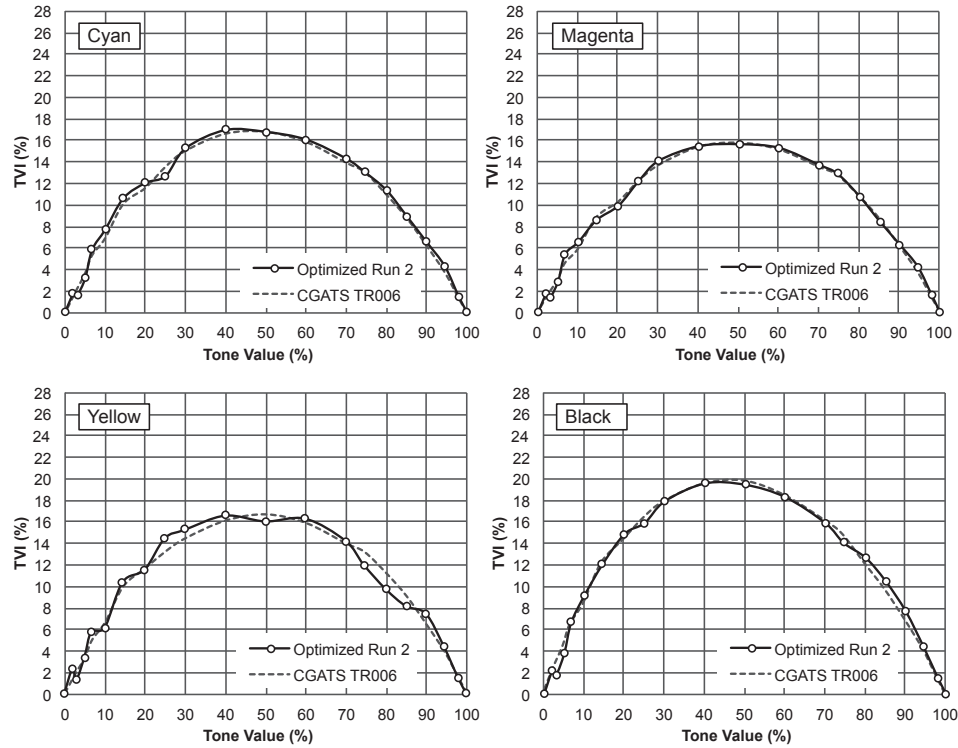 28
26
24
22
20
18
16
14
12
10
8
6
4
2
0
TVI (%)
Cyan
Optimized Run 2
CGATS TR006
0 10 20 30 40 50 60 70 80 90 100
Tone Value (%)
28
26
24
22
20
18
16
14
12
10
8
6
4
2
0
TVI (%)
Magenta
Optimized Run 2
CGATS TR006
0 10 20 30 40 50 60 70 80 90 100
Tone Value (%)
28
26
24
22
20
18
16
14
12
10
8
6
4
2
0
TVI (%)
Yellow
Optimized Run 2
CGATS TR006
0 10 20 30 40 50 60 70 80 90 100
Tone Value (%)
28
26
24
22
20
18
16
14
12
10
8
6
4
2
0
TVI (%)
Black
Optimized Run 2
CGATS TR006
0 10 20 30 40 50 60 70 80 90 100
Tone Value (%)